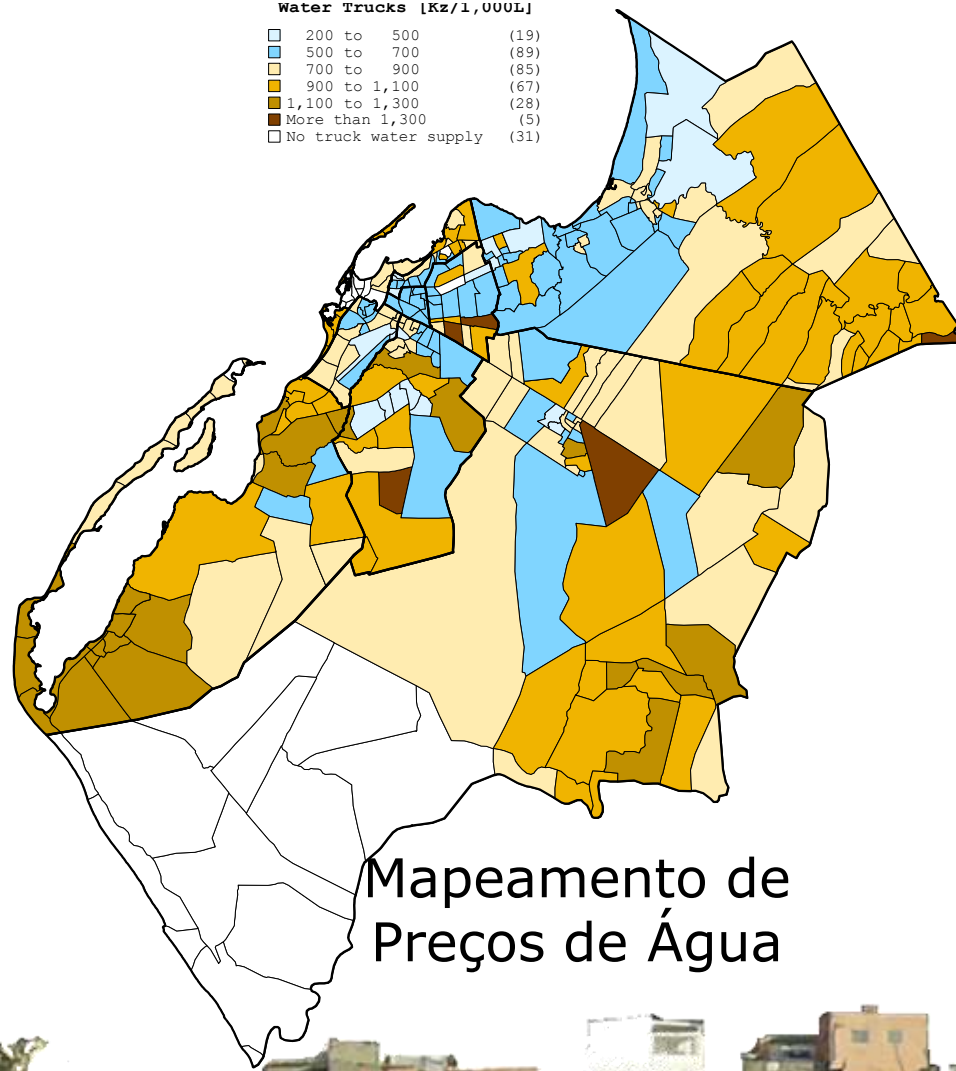 Water Trucks [Kz/1,000L]
200 to 500 (19)
500 to 700 (89)
700 to 900 (85)
900 to 1,100 (67)
1,100 to 1,300 (28)
More than 1,300 (5)
No truck water supply (31)
Mapeamento de
Preços de Água